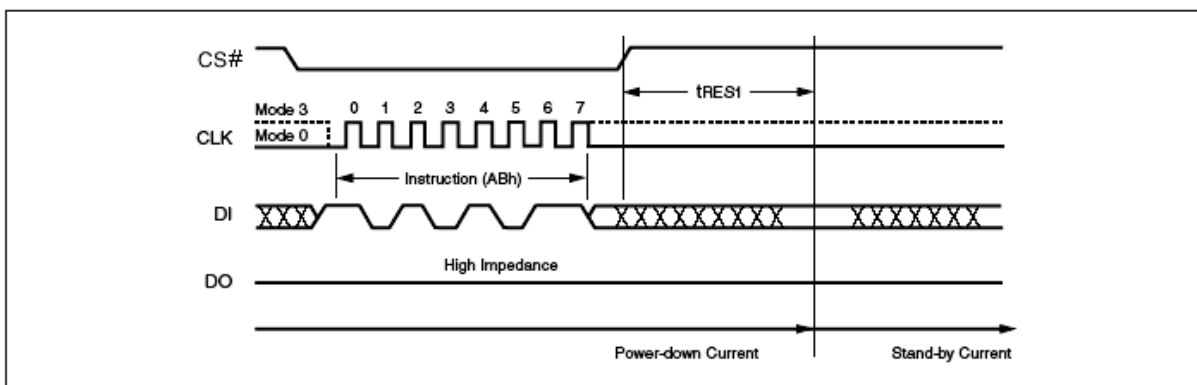 CS#
tRES1
Mode 3 0 1 2 3 4 5 6 7
CLK Mode 0
Instruction (ABh)
DI
High Impedance
DO
Power-down Current Stand-by Current